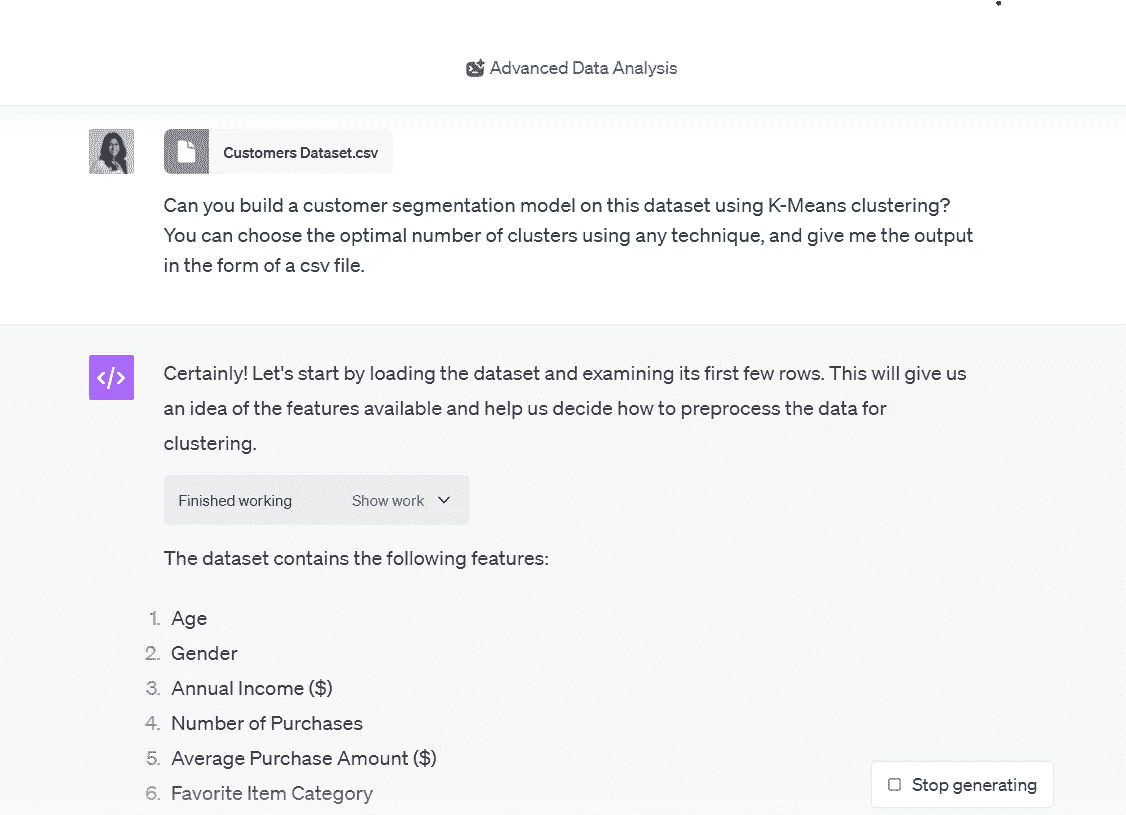 Advanced Data Analysis
Customers Dataset.csv
Can you build a customer segmentation model on this dataset using K-Means clustering?
You can choose the optimal number of clusters using any technique, and give me the output
in the form of a csv file.
</>
Certainly! Let's start by loading the dataset and examining its first few rows. This will give us
an idea of the features available and help us decide how to preprocess the data for
clustering.
Finished working Show work
The dataset contains the following features:
1. Age
2. Gender
3. Annual Income ($)
4. Number of Purchases
5. Average Purchase Amount ($)
6. Favorite Item Category
Stop generating